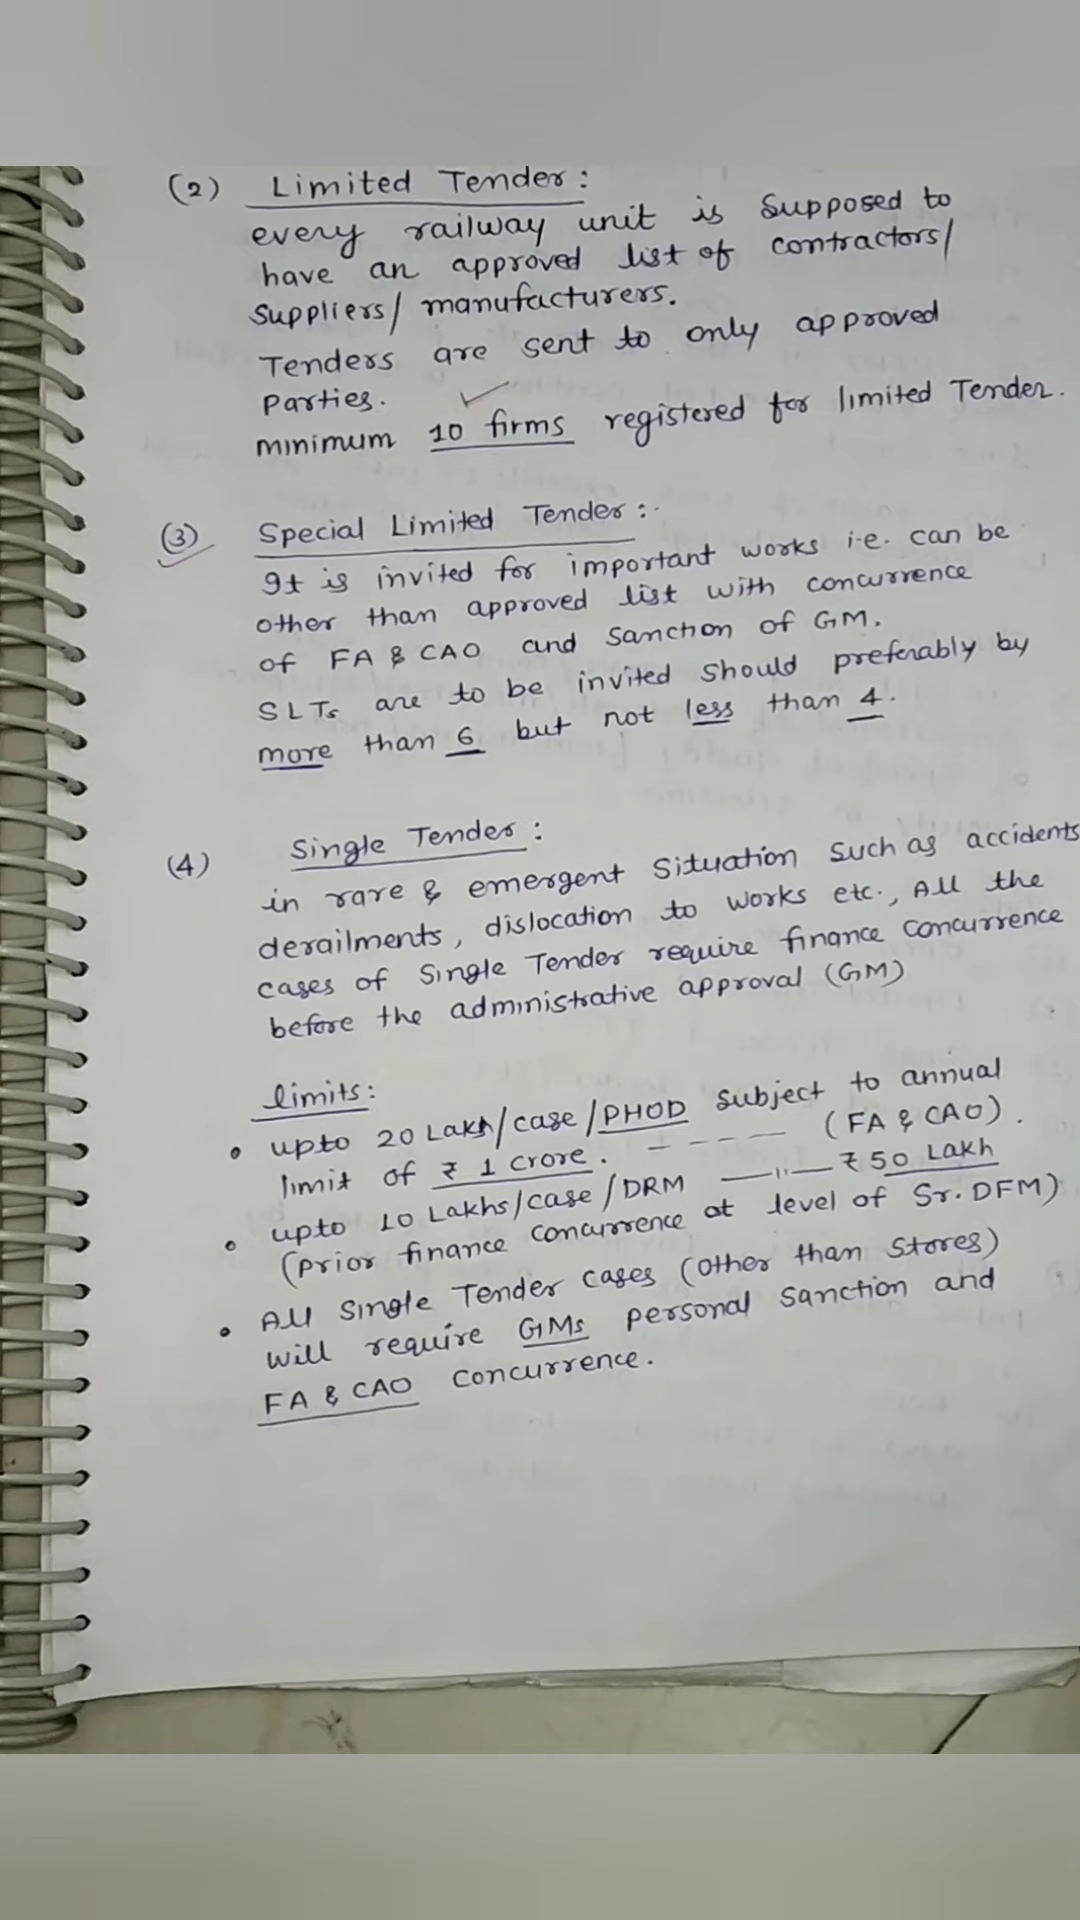 (2) Limited Tender:
every railway unit is supposed to
have an approved list of contractors/
suppliers/ manufacturers.
Tenders are sent to only approved
Parties.
minimum 10 firms registered for limited Tender.
(3) Special Limited Tender:
It is invited for important works i.e. can be
other than approved list with concurrence
of FA & CAO and Sanction of GM.
SLTs are to be invited should preferably by
more than 6 but not less than 4.
(4) Single Tender:
in rare & emergent Situation such as accidents
derailments, dislocation to works etc., All the
cases of Single Tender require finance concurrence
before the administrative approval (GM)
limits:
• upto 20 Lakh/case/PHOD subject to annual
limit of ₹ 1 crore. (FA & CAO).
• upto 10 Lakhs/case/DRM —"— ₹ 50 Lakh
(prior finance concurrence at level of Sr. DFM)
• All Single Tender cases (other than Stores)
will require GMs personal Sanction and
FA & CAO concurrence.